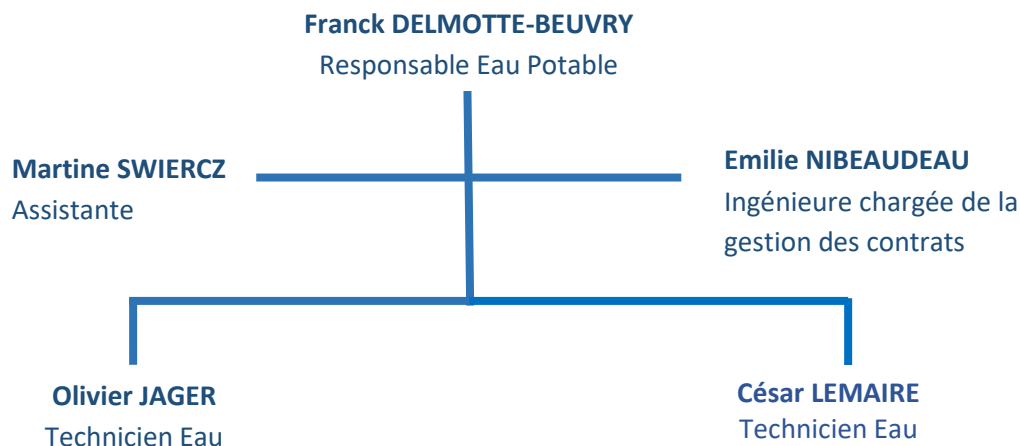 Franck DELMOTTE-BEUVRY
Responsable Eau Potable
Martine SWIERCZ
Assistante
Emilie NIBEAUDEAU
Ingénieure chargée de la
gestion des contrats
Olivier JAGER
Technicien Eau
César LEMAIRE
Technicien Eau